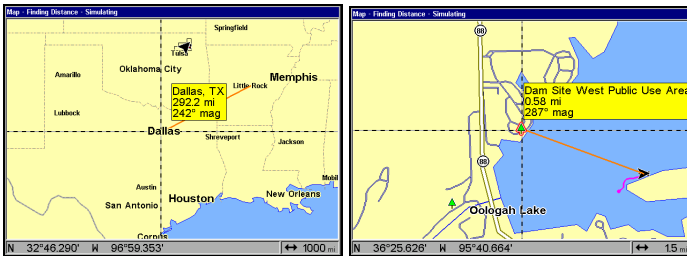 Map - Finding Distance - Simulating
Springfield
Tulsa
Amarillo
Oklahoma City
Memphis
Little Rock
Dallas, TX
292.2 mi
242° mag
Lubbock
Dallas
Shreveport
Jackson
Mobil
Austin
San Antonio
Houston
New Orleans
Corpus
N 32°46.290' W 96°59.353' ↔ 1000 mi
Map - Finding Distance - Simulating
88
Dam Site West Public Use Area
0.58 mi
287° mag
88
Oologah Lake
N 36°25.626' W 95°40.664' ↔ 1.5 mi